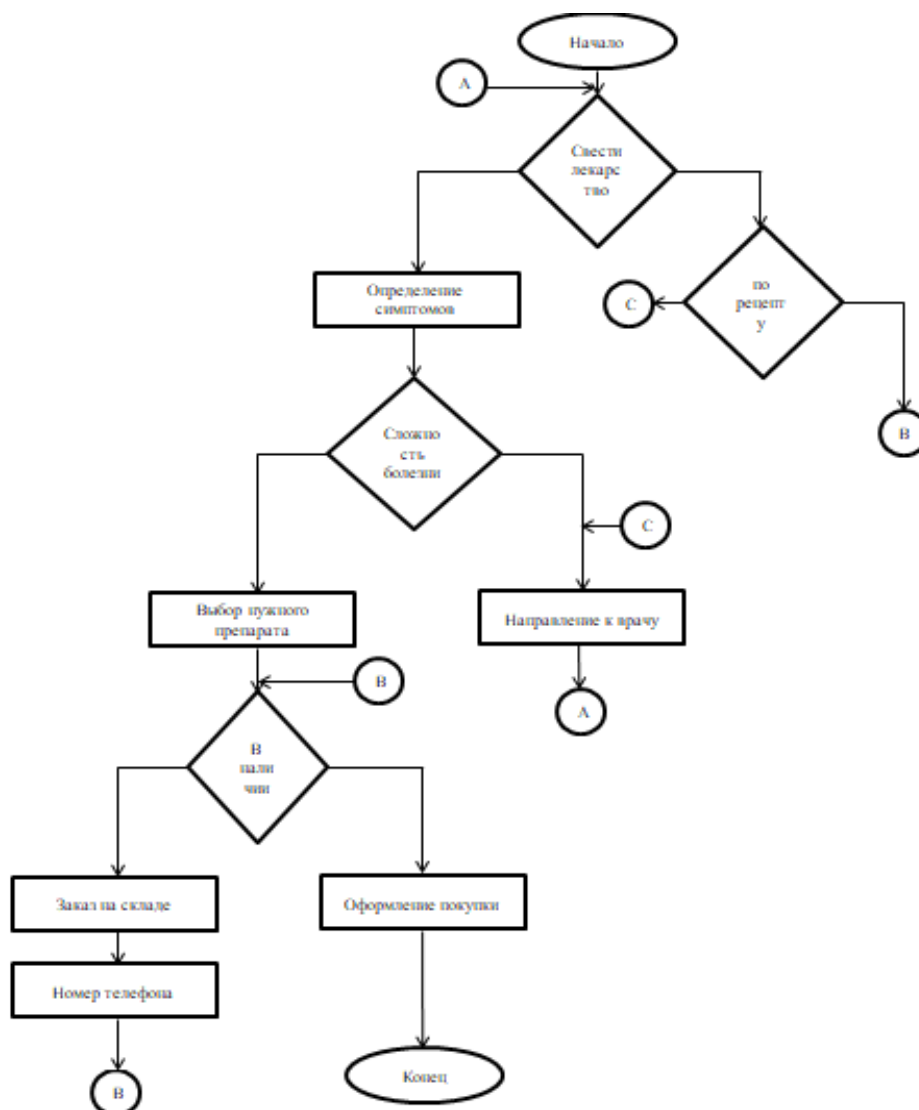 Начало
A
Свести
лекарс
тво
Определение
симптомов
C
по
рецепт
у
B
Сложно
сть
болезни
C
Выбор нужного
препарата
Направление к врачу
B
A
В
нали
чии
Заказ на складе
Оформление покупки
Номер телефона
B
Конец